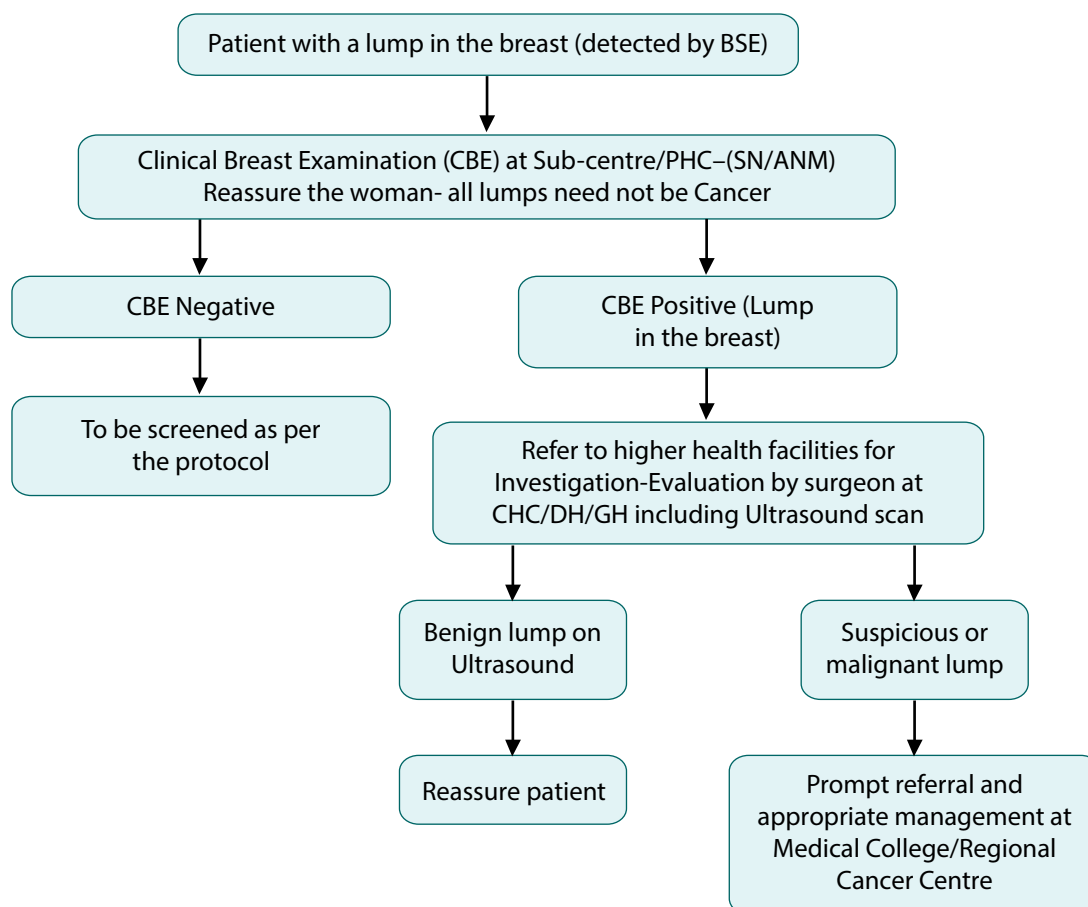 Patient with a lump in the breast (detected by BSE)
Clinical Breast Examination (CBE) at Sub-centre/PHC–(SN/ANM)
Reassure the woman- all lumps need not be Cancer
CBE Negative
CBE Positive (Lump
in the breast)
To be screened as per
the protocol
Refer to higher health facilities for
Investigation-Evaluation by surgeon at
CHC/DH/GH including Ultrasound scan
Benign lump on
Ultrasound
Suspicious or
malignant lump
Reassure patient
Prompt referral and
appropriate management at
Medical College/Regional
Cancer Centre